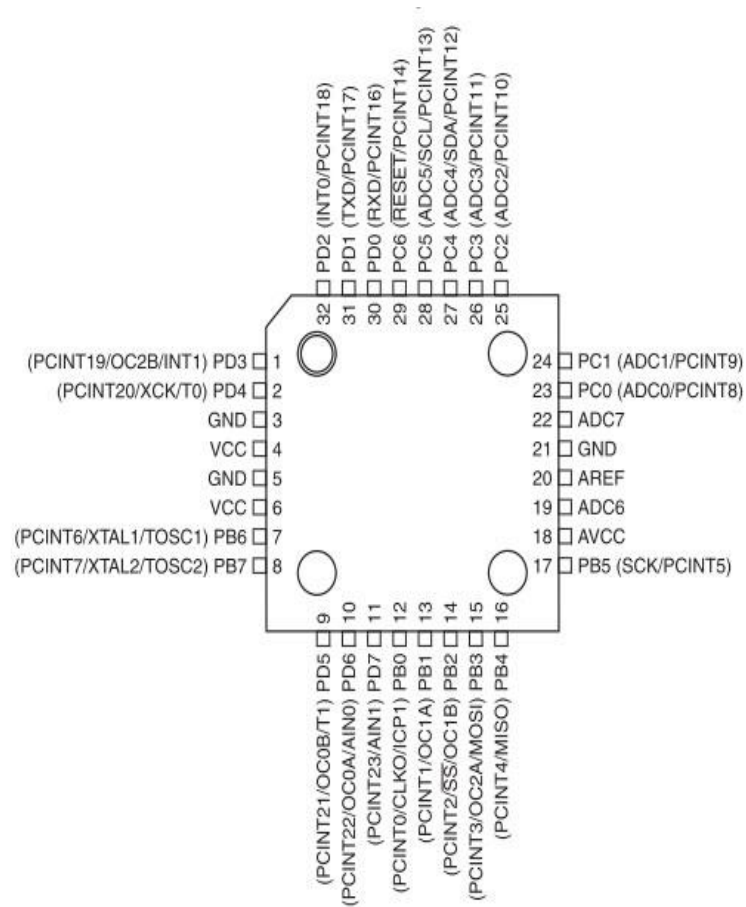 PD2 (INT0/PCINT18)
PD1 (TXD/PCINT17)
PD0 (RXD/PCINT16)
PC6 (RESET/PCINT14)
PC5 (ADC5/SCL/PCINT13)
PC4 (ADC4/SDA/PCINT12)
PC3 (ADC3/PCINT11)
PC2 (ADC2/PCINT10)
32
31
30
29
28
27
26
25
(PCINT19/OC2B/INT1) PD3 1
(PCINT20/XCK/T0) PD4 2
GND 3
VCC 4
GND 5
VCC 6
(PCINT6/XTAL1/TOSC1) PB6 7
(PCINT7/XTAL2/TOSC2) PB7 8
24 PC1 (ADC1/PCINT9)
23 PC0 (ADC0/PCINT8)
22 ADC7
21 GND
20 AREF
19 ADC6
18 AVCC
17 PB5 (SCK/PCINT5)
9
10
11
12
13
14
15
16
(PCINT21/OC0B/T1) PD5
(PCINT22/OC0A/AIN0) PD6
(PCINT23/AIN1) PD7
(PCINT0/CLKO/ICP1) PB0
(PCINT1/OC1A) PB1
(PCINT2/SS/OC1B) PB2
(PCINT3/OC2A/MOSI) PB3
(PCINT4/MISO) PB4